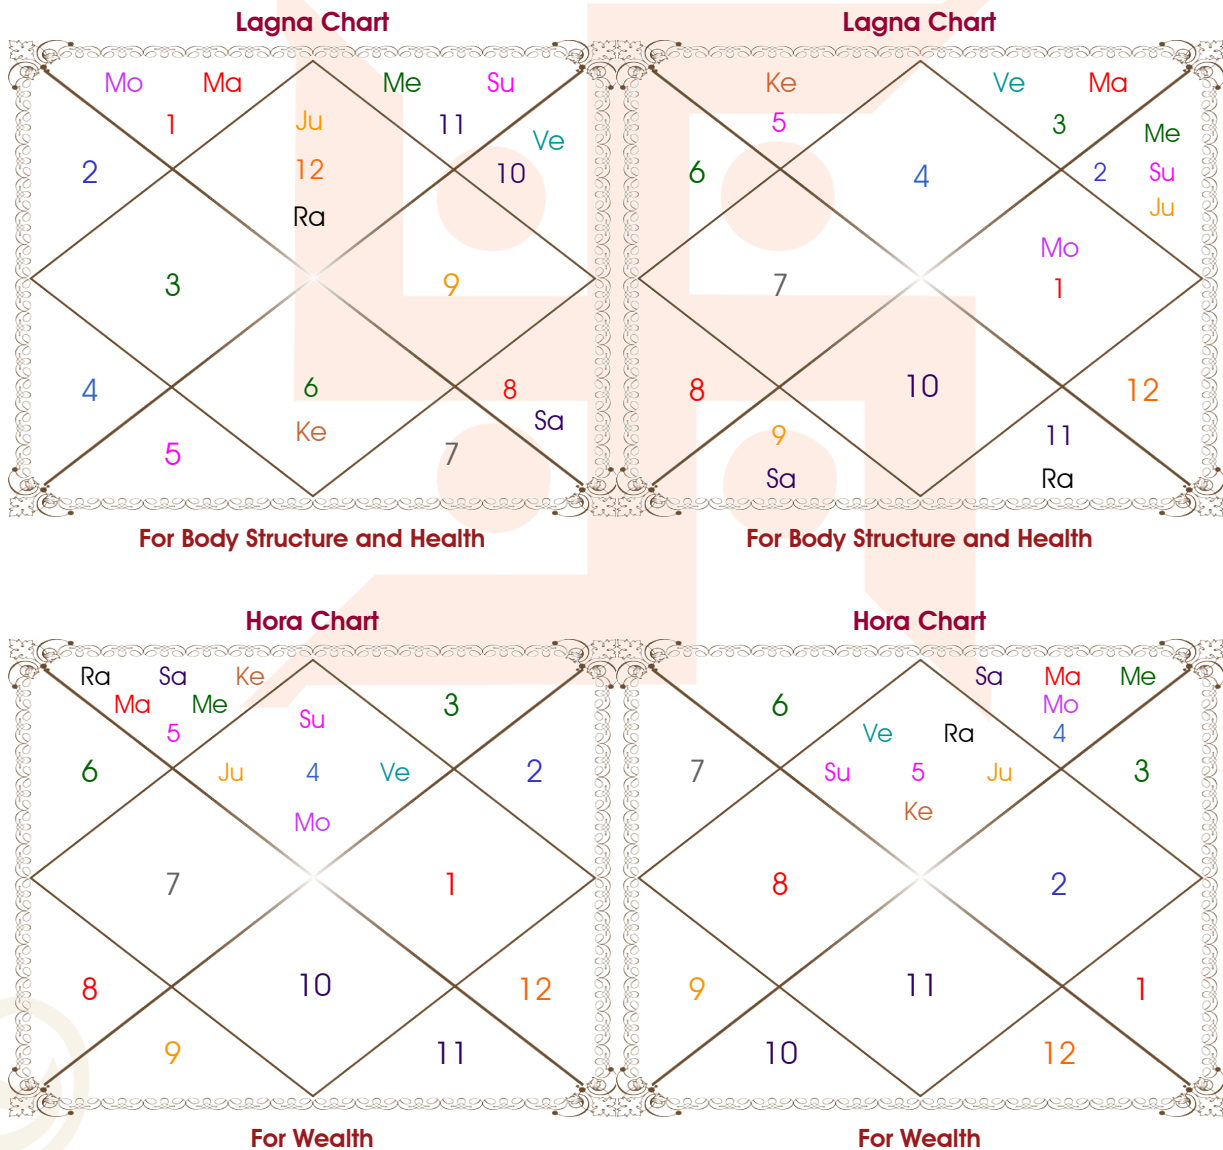 Lagna Chart
Mo Ma Me Su
1 Ju 11 Ve
2 12 10
Ra
3 9
4 6 8
Ke Sa
5 7
For Body Structure and Health
Lagna Chart
Ke Ve Ma
5 3 Me
6 4 2 Su
Ju
Mo
7 1
8 10 12
9 11
Sa Ra
For Body Structure and Health
Hora Chart
Ra Sa Ke
Ma Me 3
5 Su
6 Ju 4 Ve 2
Mo
7 1
8 10 12
9 11
For Wealth
Hora Chart
Sa Ma Me
6 Mo
Ve Ra 4
7 Su 5 Ju 3
Ke
8 2
9 11 1
10 12
For Wealth